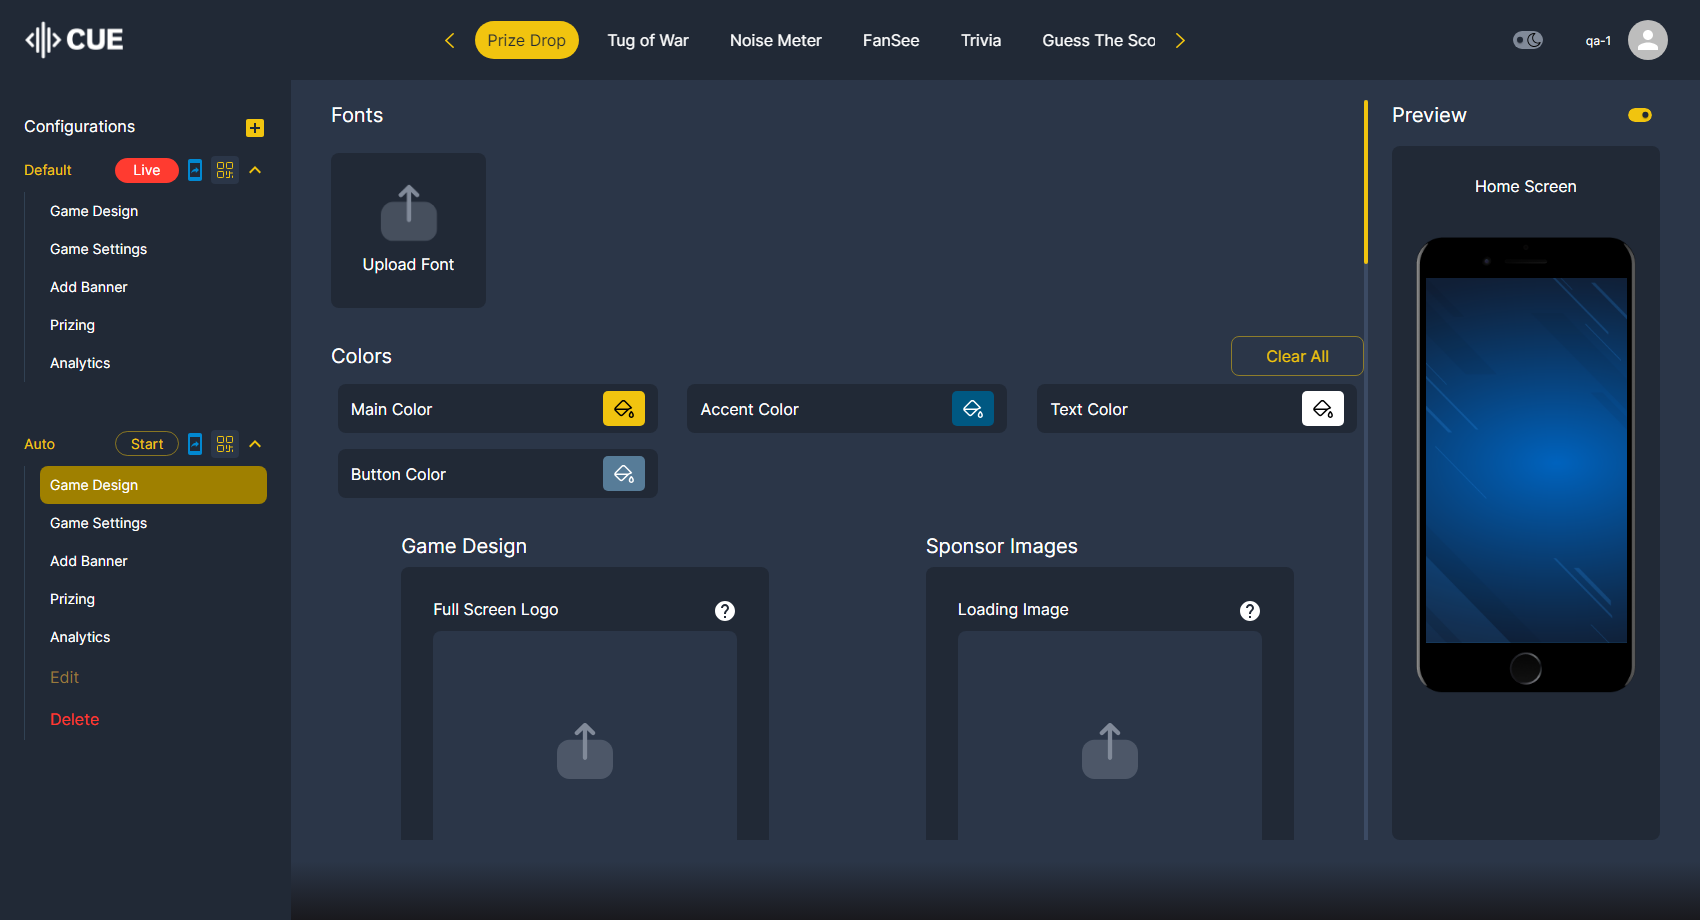 CUE
Prize Drop
Tug of War
Noise Meter
FanSee
Trivia
Guess The Sco
qa-1
Configurations
Default
Live
Game Design
Game Settings
Add Banner
Prizing
Analytics
Auto
Start
Game Design
Game Settings
Add Banner
Prizing
Analytics
Edit
Delete
Fonts
Upload Font
Colors
Clear All
Main Color
Accent Color
Text Color
Button Color
Game Design
Full Screen Logo
?
Sponsor Images
Loading Image
?
Preview
Home Screen